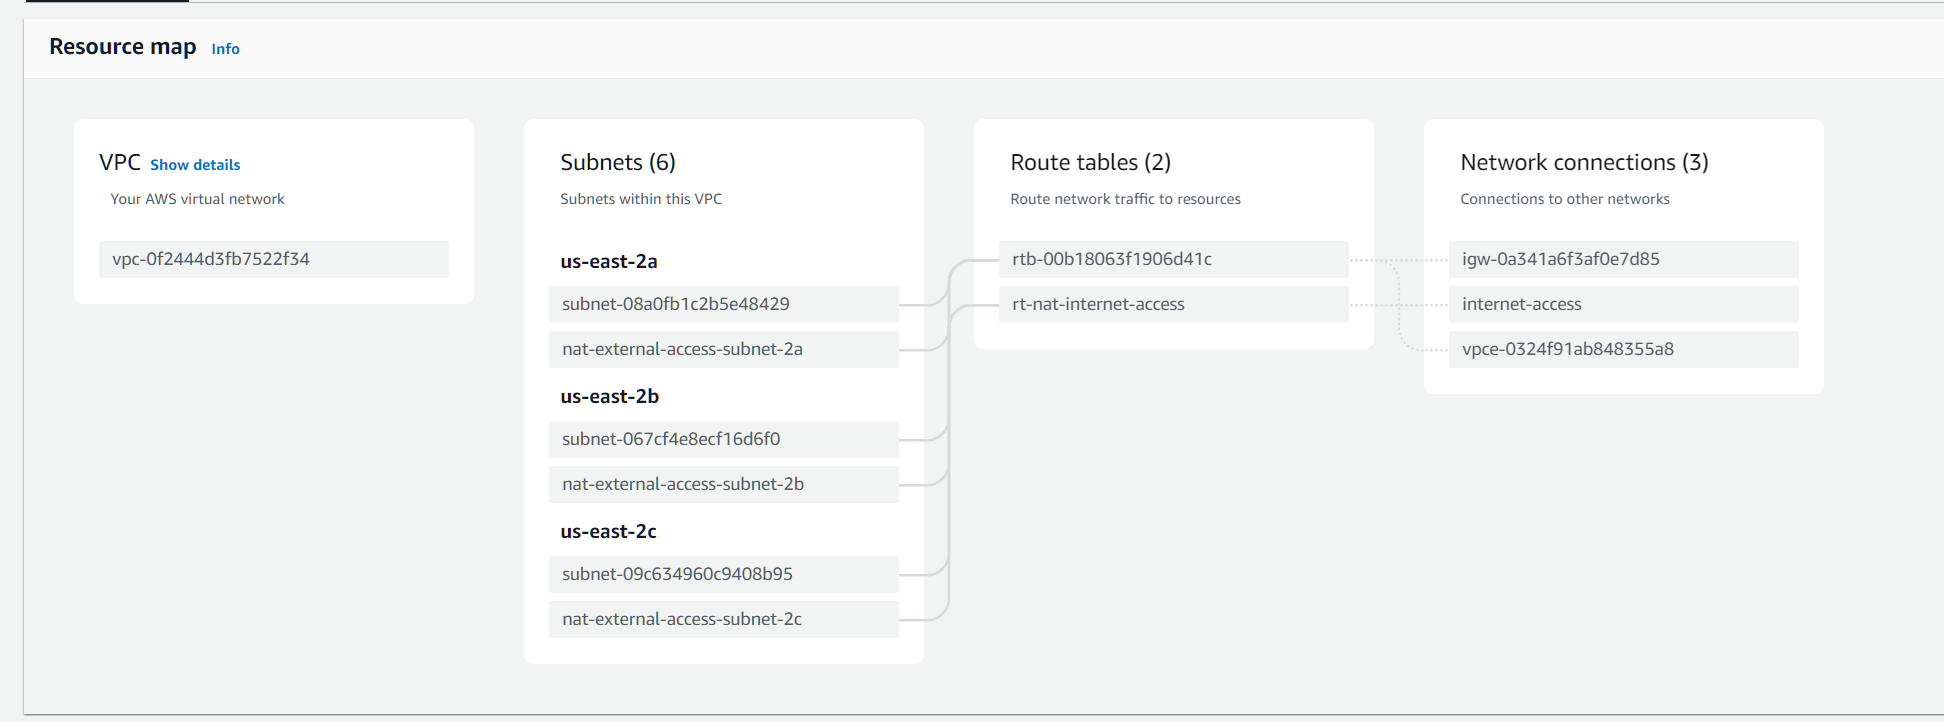 Resource map Info
VPC Show details
Your AWS virtual network
vpc-0f2444d3fb7522f34
Subnets (6)
Subnets within this VPC
us-east-2a
subnet-08a0fb1c2b5e48429
nat-external-access-subnet-2a
us-east-2b
subnet-067cf4e8ecf16d6f0
nat-external-access-subnet-2b
us-east-2c
subnet-09c634960c9408b95
nat-external-access-subnet-2c
Route tables (2)
Route network traffic to resources
rtb-00b18063f1906d41c
rt-nat-internet-access
Network connections (3)
Connections to other networks
igw-0a341a6f3af0e7d85
internet-access
vpce-0324f91ab848355a8